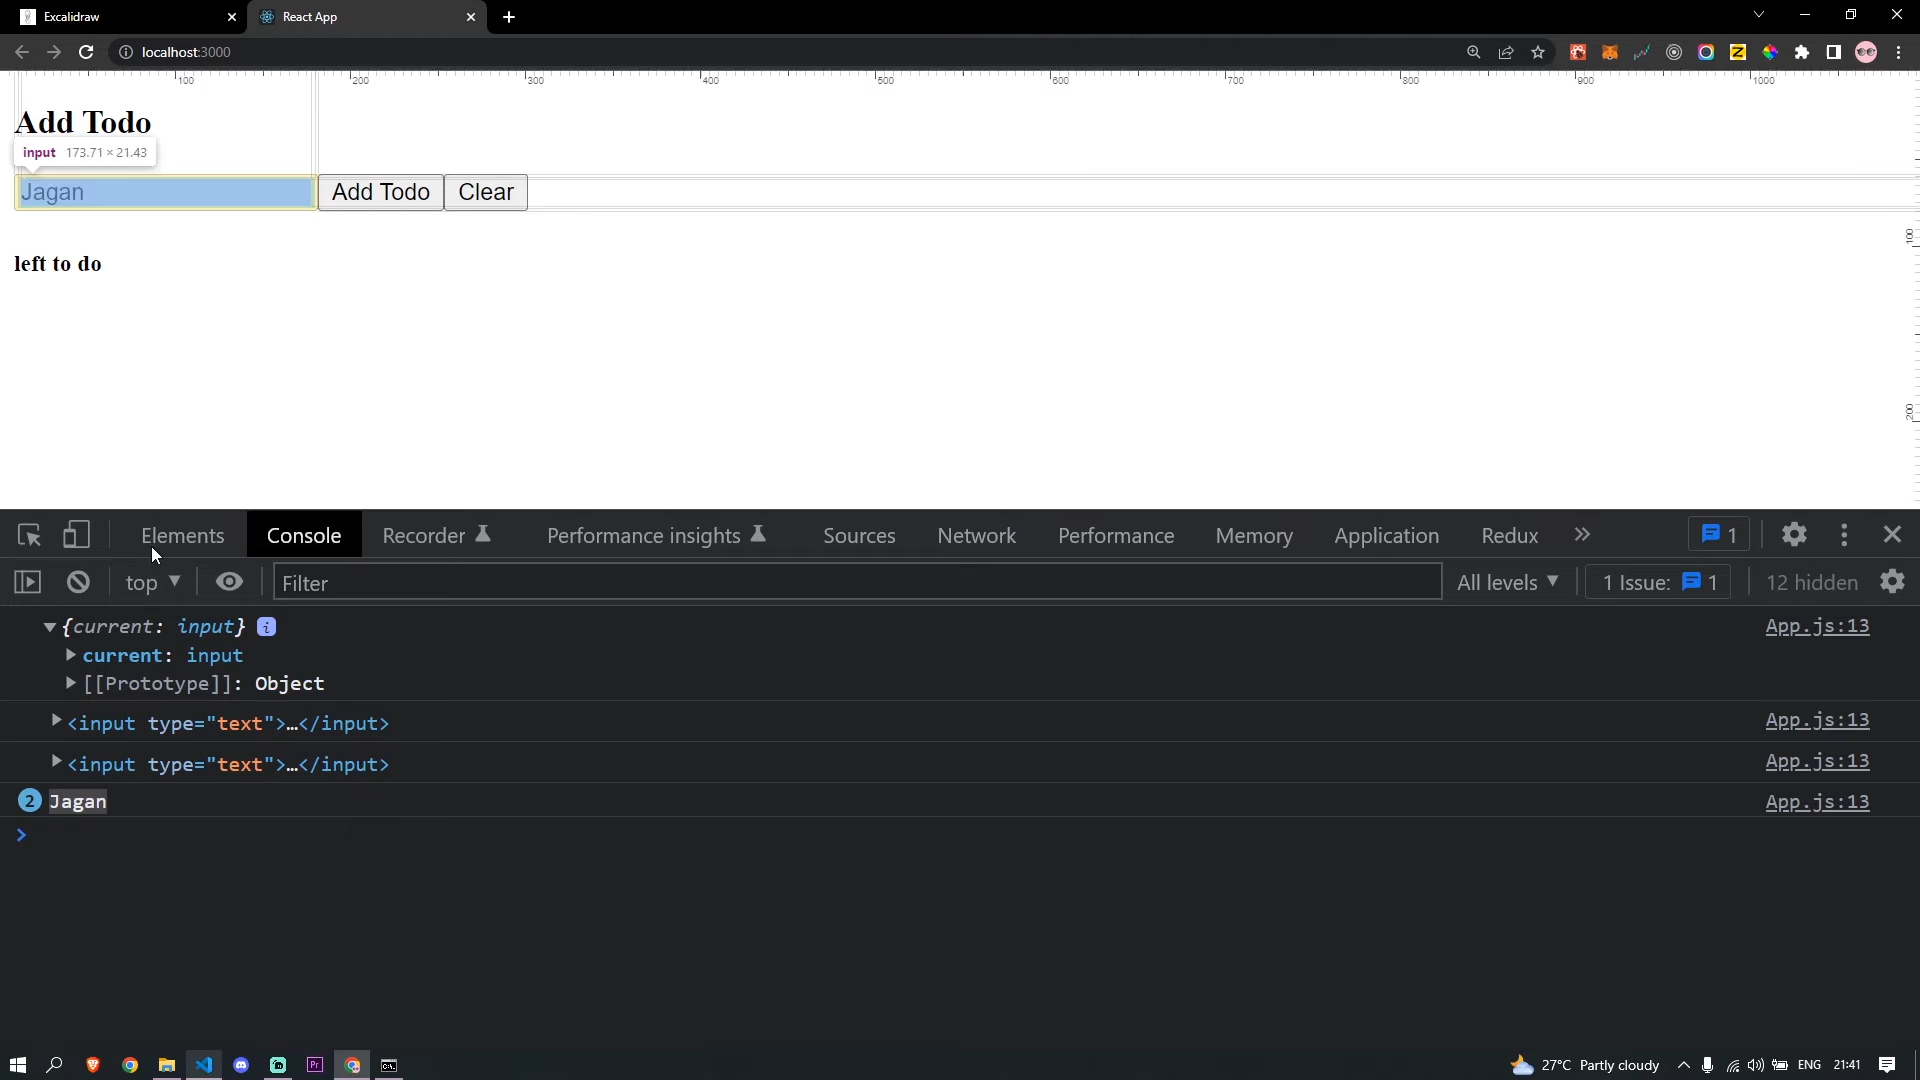 Excalidraw
React App
localhost:3000
100 200 300 400 500 600 700 800 900 1000
Add Todo
input 173.71 × 21.43
Jagan Add Todo Clear
100
left to do
200
Elements Console Recorder Performance insights Sources Network Performance Memory Application Redux 1
top Filter All levels 1 Issue: 1 12 hidden
{current: input} i App.js:13
current: input
[[Prototype]]: Object
<input type="text">…</input> App.js:13
<input type="text">…</input> App.js:13
2 Jagan App.js:13
Z
Pr
27°C Partly cloudy ENG 21:41